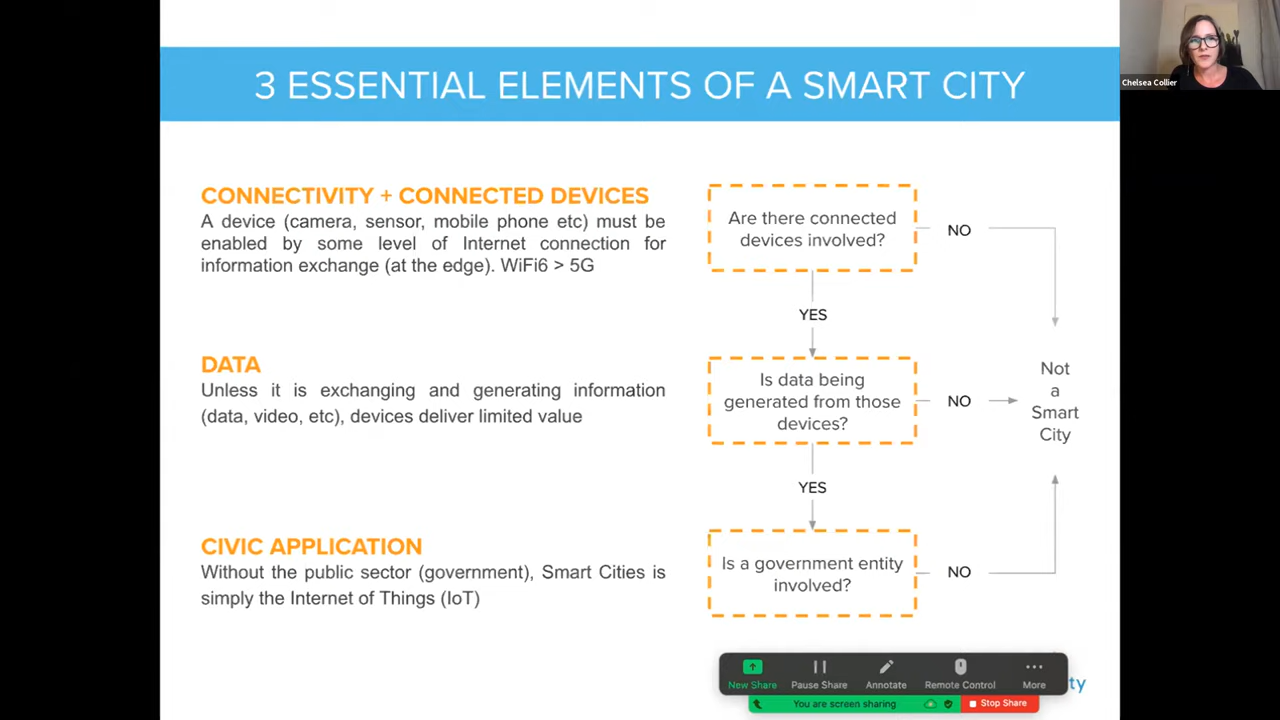 Chelsea Collier
3 ESSENTIAL ELEMENTS OF A SMART CITY
CONNECTIVITY + CONNECTED DEVICES
A device (camera, sensor, mobile phone etc) must be
enabled by some level of Internet connection for
information exchange (at the edge). WiFi6 > 5G
Are there connected
devices involved?
NO
YES
DATA
Unless it is exchanging and generating information
(data, video, etc), devices deliver limited value
Is data being
generated from those
devices?
NO
Not
a
Smart
City
YES
CIVIC APPLICATION
Without the public sector (government), Smart Cities is
simply the Internet of Things (IoT)
Is a government entity
involved?
NO
New Share
Pause Share
Annotate
Remote Control
More
ty
You are screen sharing
Stop Share